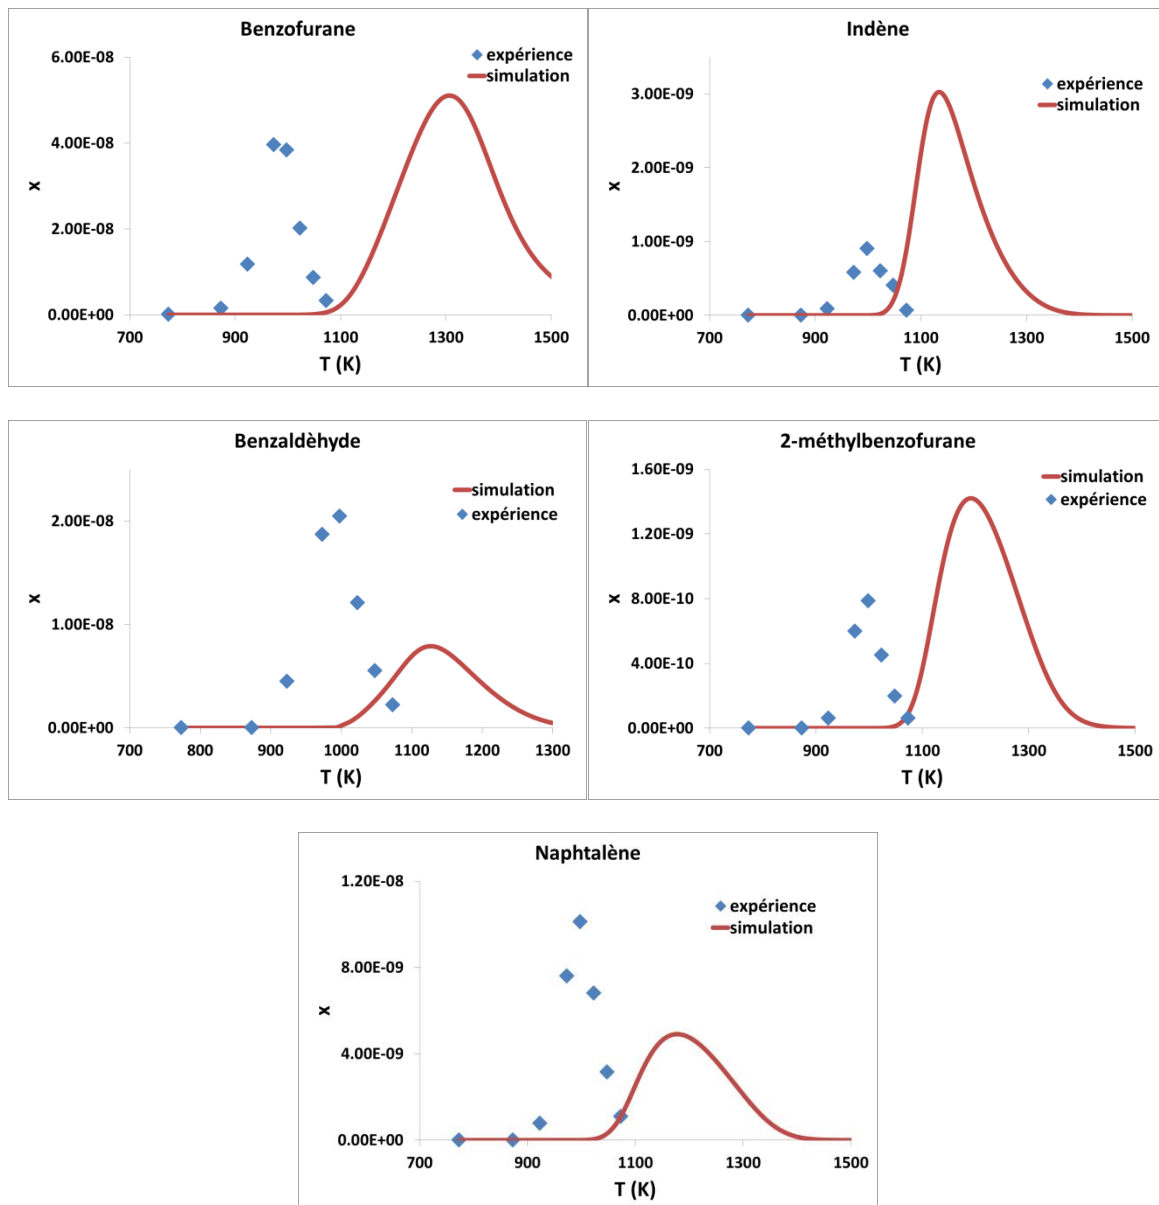 Benzofurane
6.00E-08
4.00E-08
2.00E-08
0.00E+00
x
700 900 1100 1300 1500
T (K)
expérience
simulation
Indène
3.00E-09
2.00E-09
1.00E-09
0.00E+00
x
700 900 1100 1300 1500
T (K)
expérience
simulation
Benzaldèhyde
2.00E-08
1.00E-08
0.00E+00
x
700 800 900 1000 1100 1200 1300
T (K)
simulation
expérience
2-méthylbenzofurane
1.60E-09
1.20E-09
8.00E-10
4.00E-10
0.00E+00
x
700 900 1100 1300 1500
T (K)
simulation
expérience
Naphtalène
1.20E-08
8.00E-09
4.00E-09
0.00E+00
x
700 900 1100 1300 1500
T (K)
expérience
simulation